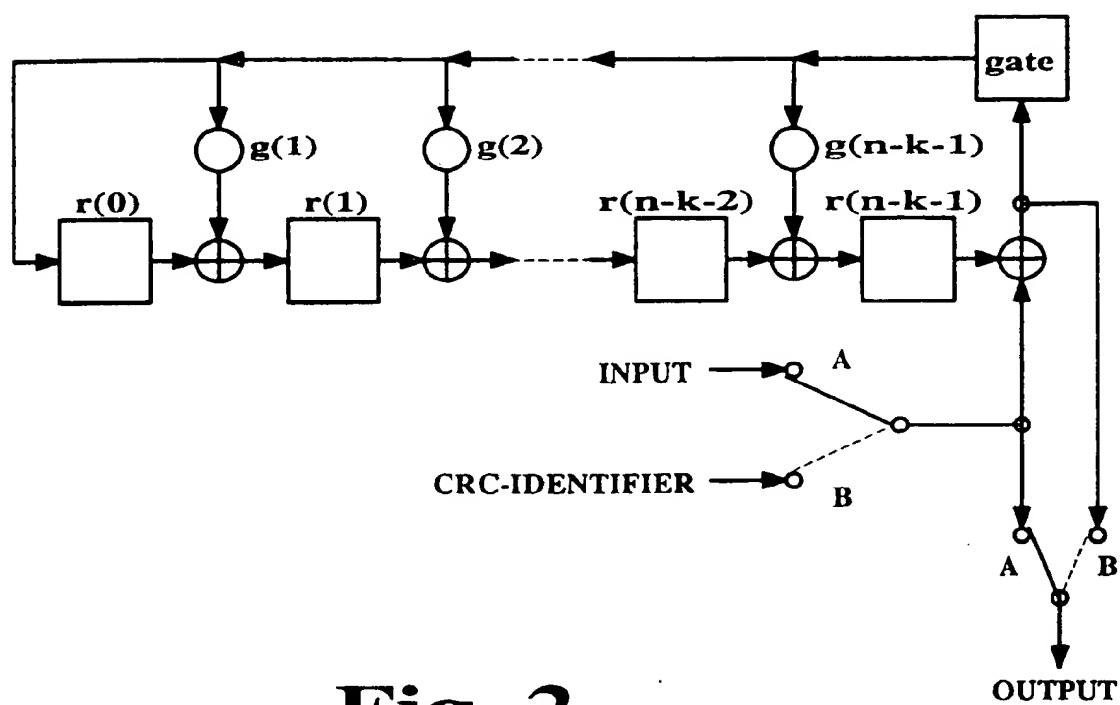 gate
g(1)
g(2)
g(n-k-1)
r(0)
r(1)
r(n-k-2)
r(n-k-1)
INPUT
A
CRC-IDENTIFIER
B
A
B
OUTPUT